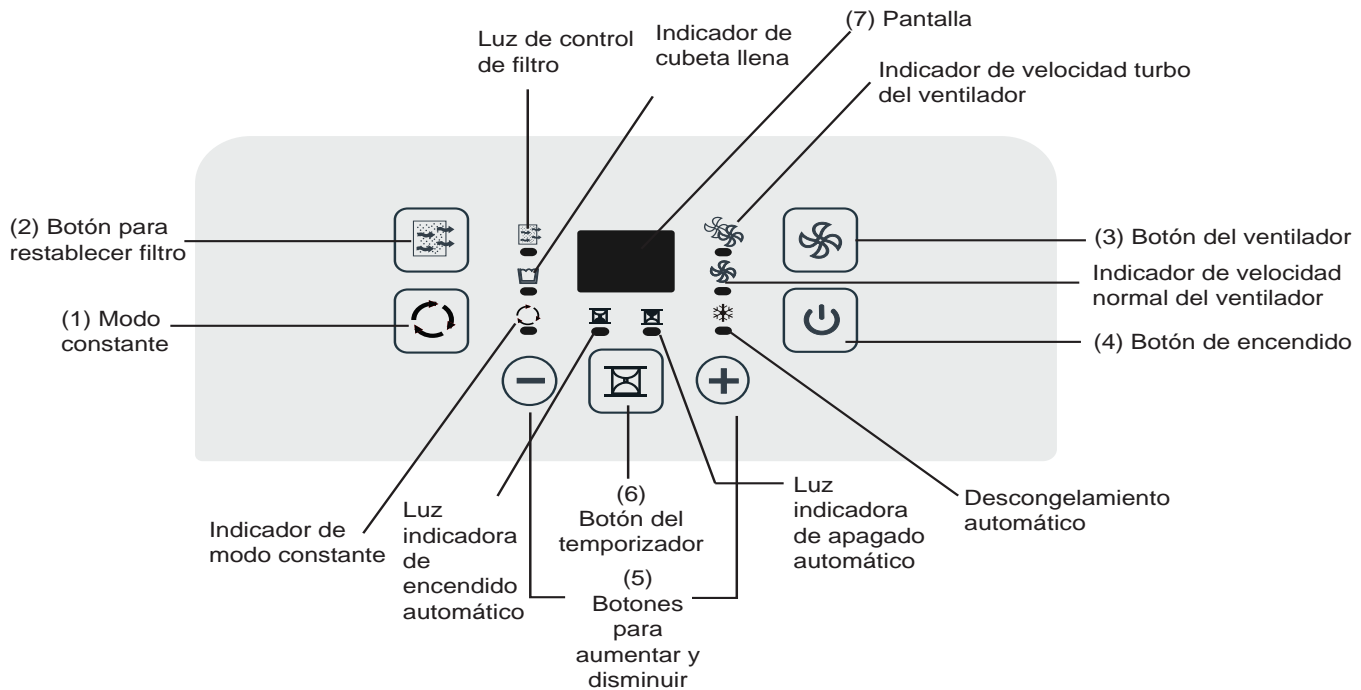 (7) Pantalla
Luz de control
de filtro
Indicador de
cubeta llena
Indicador de velocidad turbo
del ventilador
(2) Botón para
restablecer filtro
(3) Botón del ventilador
Indicador de velocidad
normal del ventilador
(1) Modo
constante
(4) Botón de encendido
Indicador de
modo constante
Luz
indicadora
de
encendido
automático
(6)
Botón del
temporizador
(5)
Botones
para
aumentar y
disminuir
Luz
indicadora
de apagado
automático
Descongelamiento
automático